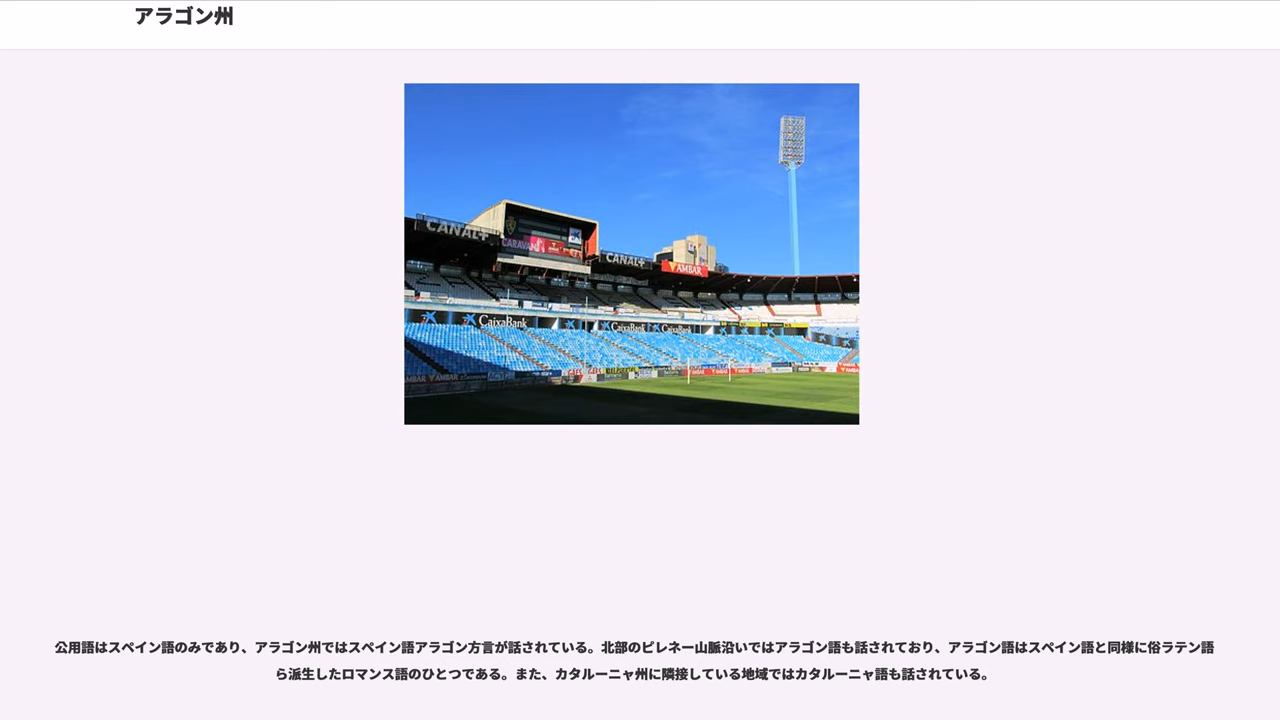 アラゴン州
CANAL+
CARAVAN
CANAL+
AMBAR
CaixaBank
CaixaBank
CaixaBank
AMBAR
公用語はスペイン語のみであり、アラゴン州ではスペイン語アラゴン方言が話されている。北部のピレネー山脈沿いではアラゴン語も話されており、アラゴン語はスペイン語と同様に俗ラテン語
ら派生したロマンス語のひとつである。また、カタルーニャ州に隣接している地域ではカタルーニャ語も話されている。